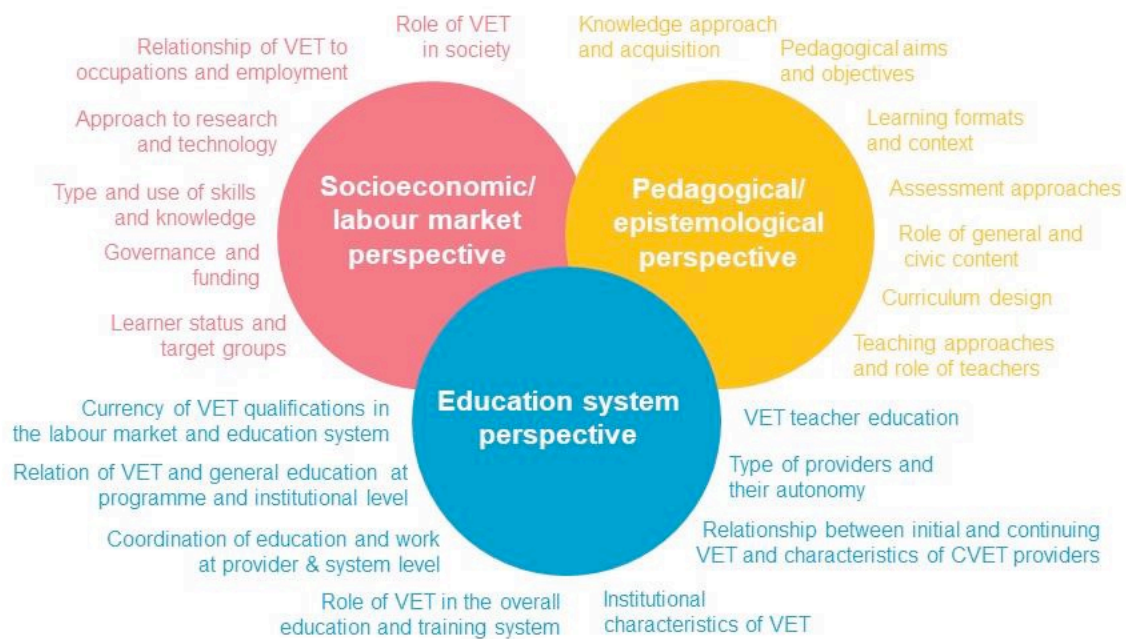 Role of VET
in society
Relationship of VET to
occupations and employment
Approach to research
and technology
Type and use of skills
and knowledge
Governance and
funding
Learner status and
target groups
Socioeconomic/
labour market
perspective
Knowledge approach
and acquisition
Pedagogical aims
and objectives
Learning formats
and context
Assessment approaches
Role of general and
civic content
Curriculum design
Teaching approaches
and role of teachers
Pedagogical/
epistemological
perspective
Education system
perspective
Currency of VET qualifications in
the labour market and education system
Relation of VET and general education at
programme and institutional level
Coordination of education and work
at provider & system level
Role of VET in the overall
education and training system
VET teacher education
Type of providers and
their autonomy
Relationship between initial and continuing
VET and characteristics of CVET providers
Institutional
characteristics of VET